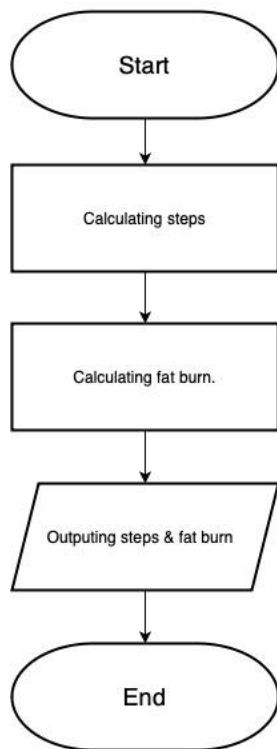 Start
Calculating steps
Calculating fat burn.
Outputing steps & fat burn
End